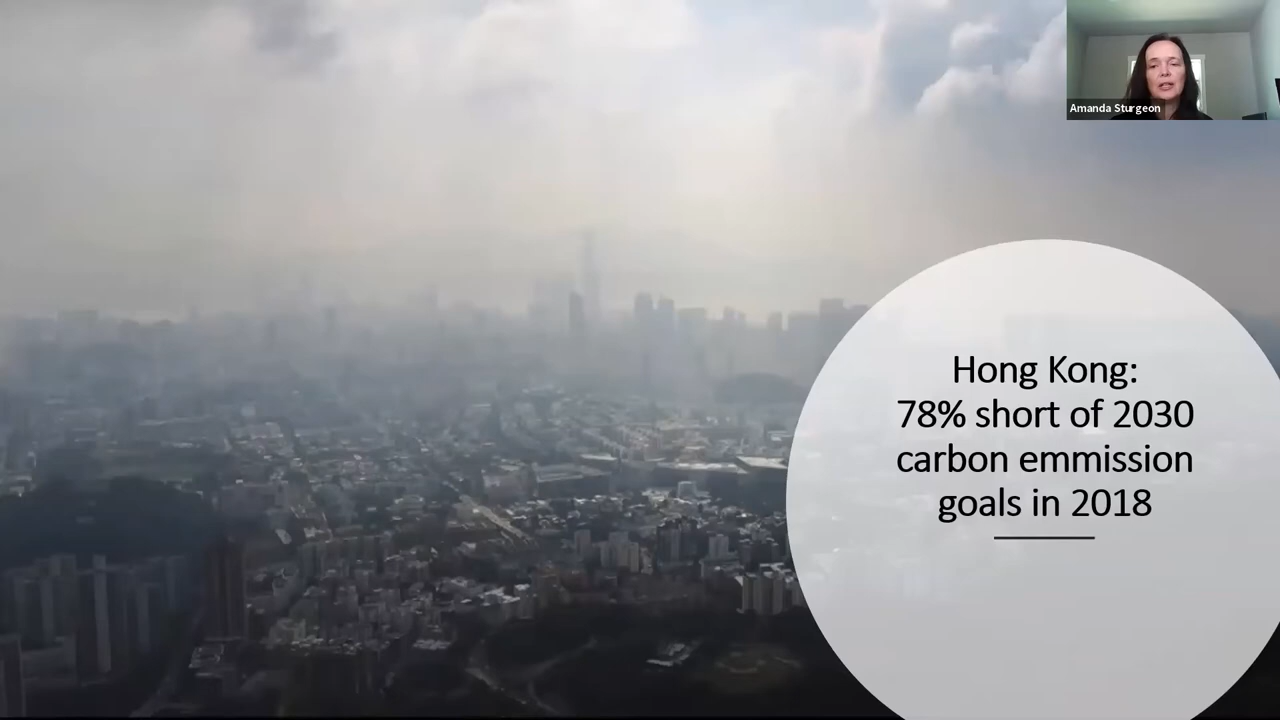 Amanda Sturgeon
Hong Kong:
78% short of 2030
carbon emmission
goals in 2018